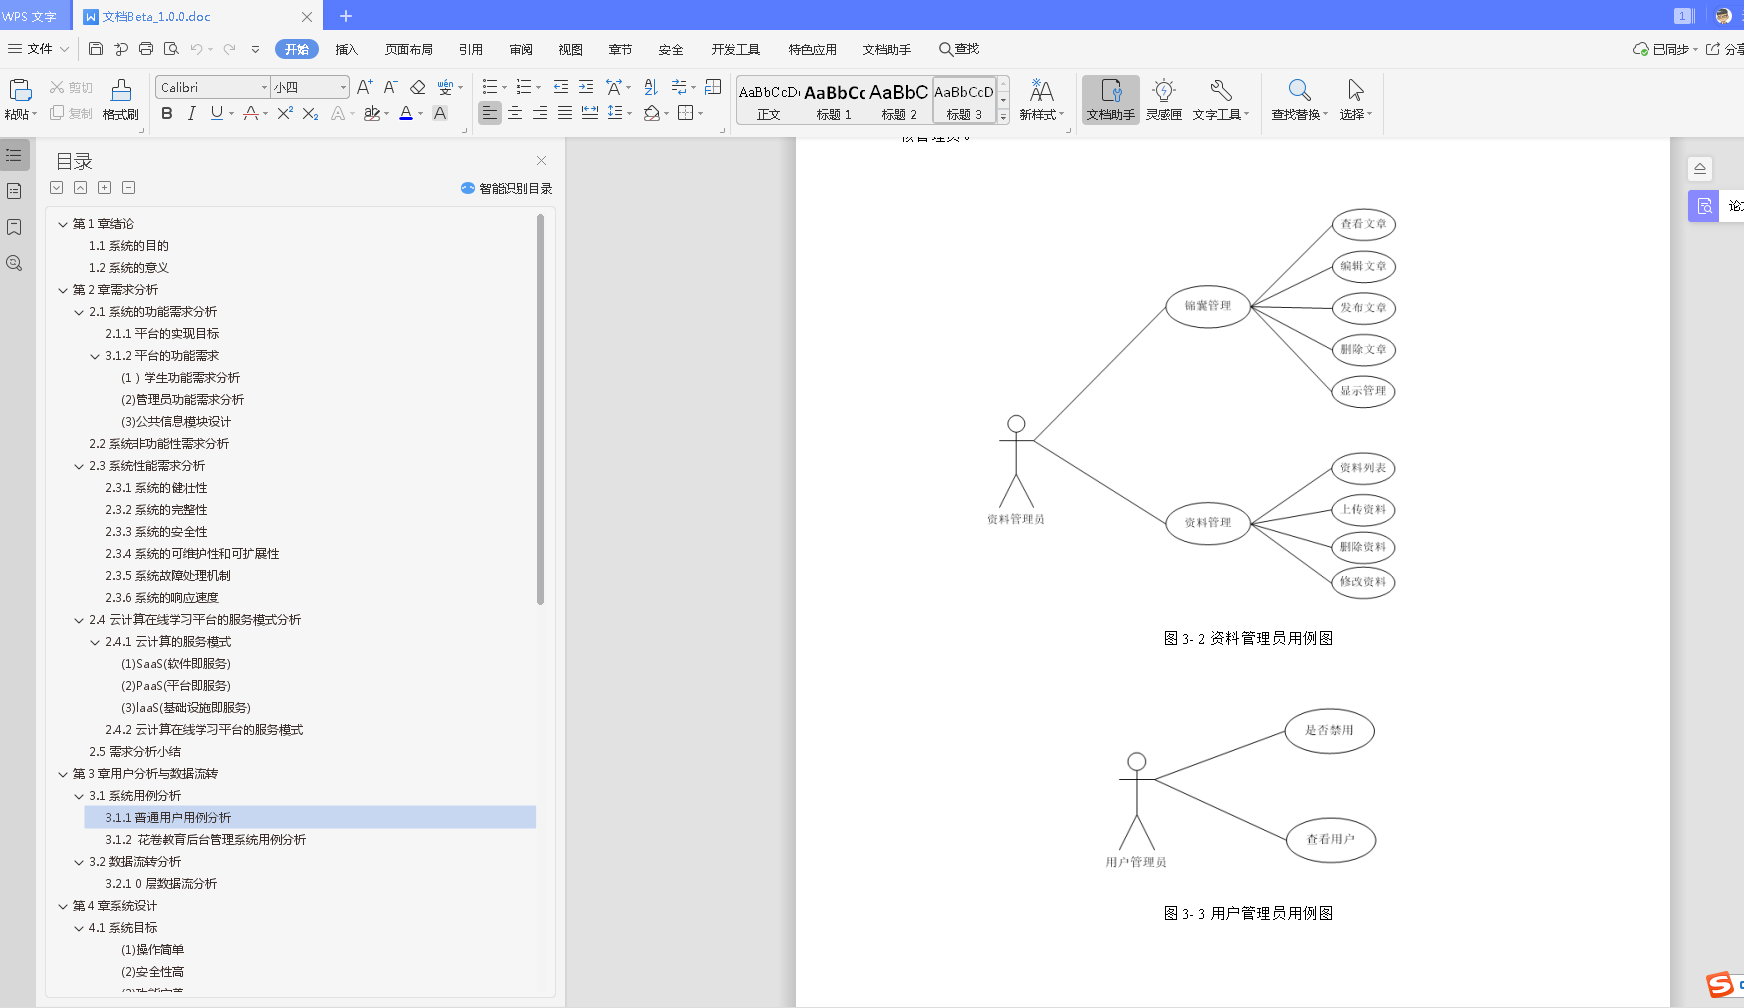 WPS 文字
文档Beta_1.0.0.doc
1
文件
开始 插入 页面布局 引用 审阅 视图 章节 安全 开发工具 特色应用 文档助手 查找
已同步
粘贴 剪切 复制 格式刷
Calibri 小四
AaBbCcD 正文
AaBbCc 标题 1
AaBbC 标题 2
AaBbCcD 标题 3
新样式 文档助手 灵感匣 文字工具 查找替换 选择
目录
智能识别目录
第 1 章结论
1.1 系统的目的
1.2 系统的意义
第 2 章需求分析
2.1 系统的功能需求分析
2.1.1 平台的实现目标
3.1.2 平台的功能需求
(1 ) 学生功能需求分析
(2)管理员功能需求分析
(3)公共信息模块设计
2.2 系统非功能性需求分析
2.3 系统性能需求分析
2.3.1 系统的健壮性
2.3.2 系统的完整性
2.3.3 系统的安全性
2.3.4 系统的可维护性和可扩展性
2.3.5 系统故障处理机制
2.3.6 系统的响应速度
2.4 云计算在线学习平台的服务模式分析
2.4.1 云计算的服务模式
(1)SaaS(软件即服务)
(2)PaaS(平台即服务)
(3)IaaS(基础设施即服务)
2.4.2 云计算在线学习平台的服务模式
2.5 需求分析小结
第 3 章用户分析与数据流转
3.1 系统用例分析
3.1.1 普通用户用例分析
3.1.2 花卷教育后台管理系统用例分析
3.2 数据流转分析
3.2.1 0 层数据流分析
第 4 章系统设计
4.1 系统目标
(1)操作简单
(2)安全性高
查看文章
编辑文章
锦囊管理
发布文章
删除文章
显示管理
资料管理员
资料列表
上传资料
资料管理
删除资料
修改资料
图 3- 2 资料管理员用例图
是否禁用
查看用户
用户管理员
图 3- 3 用户管理员用例图